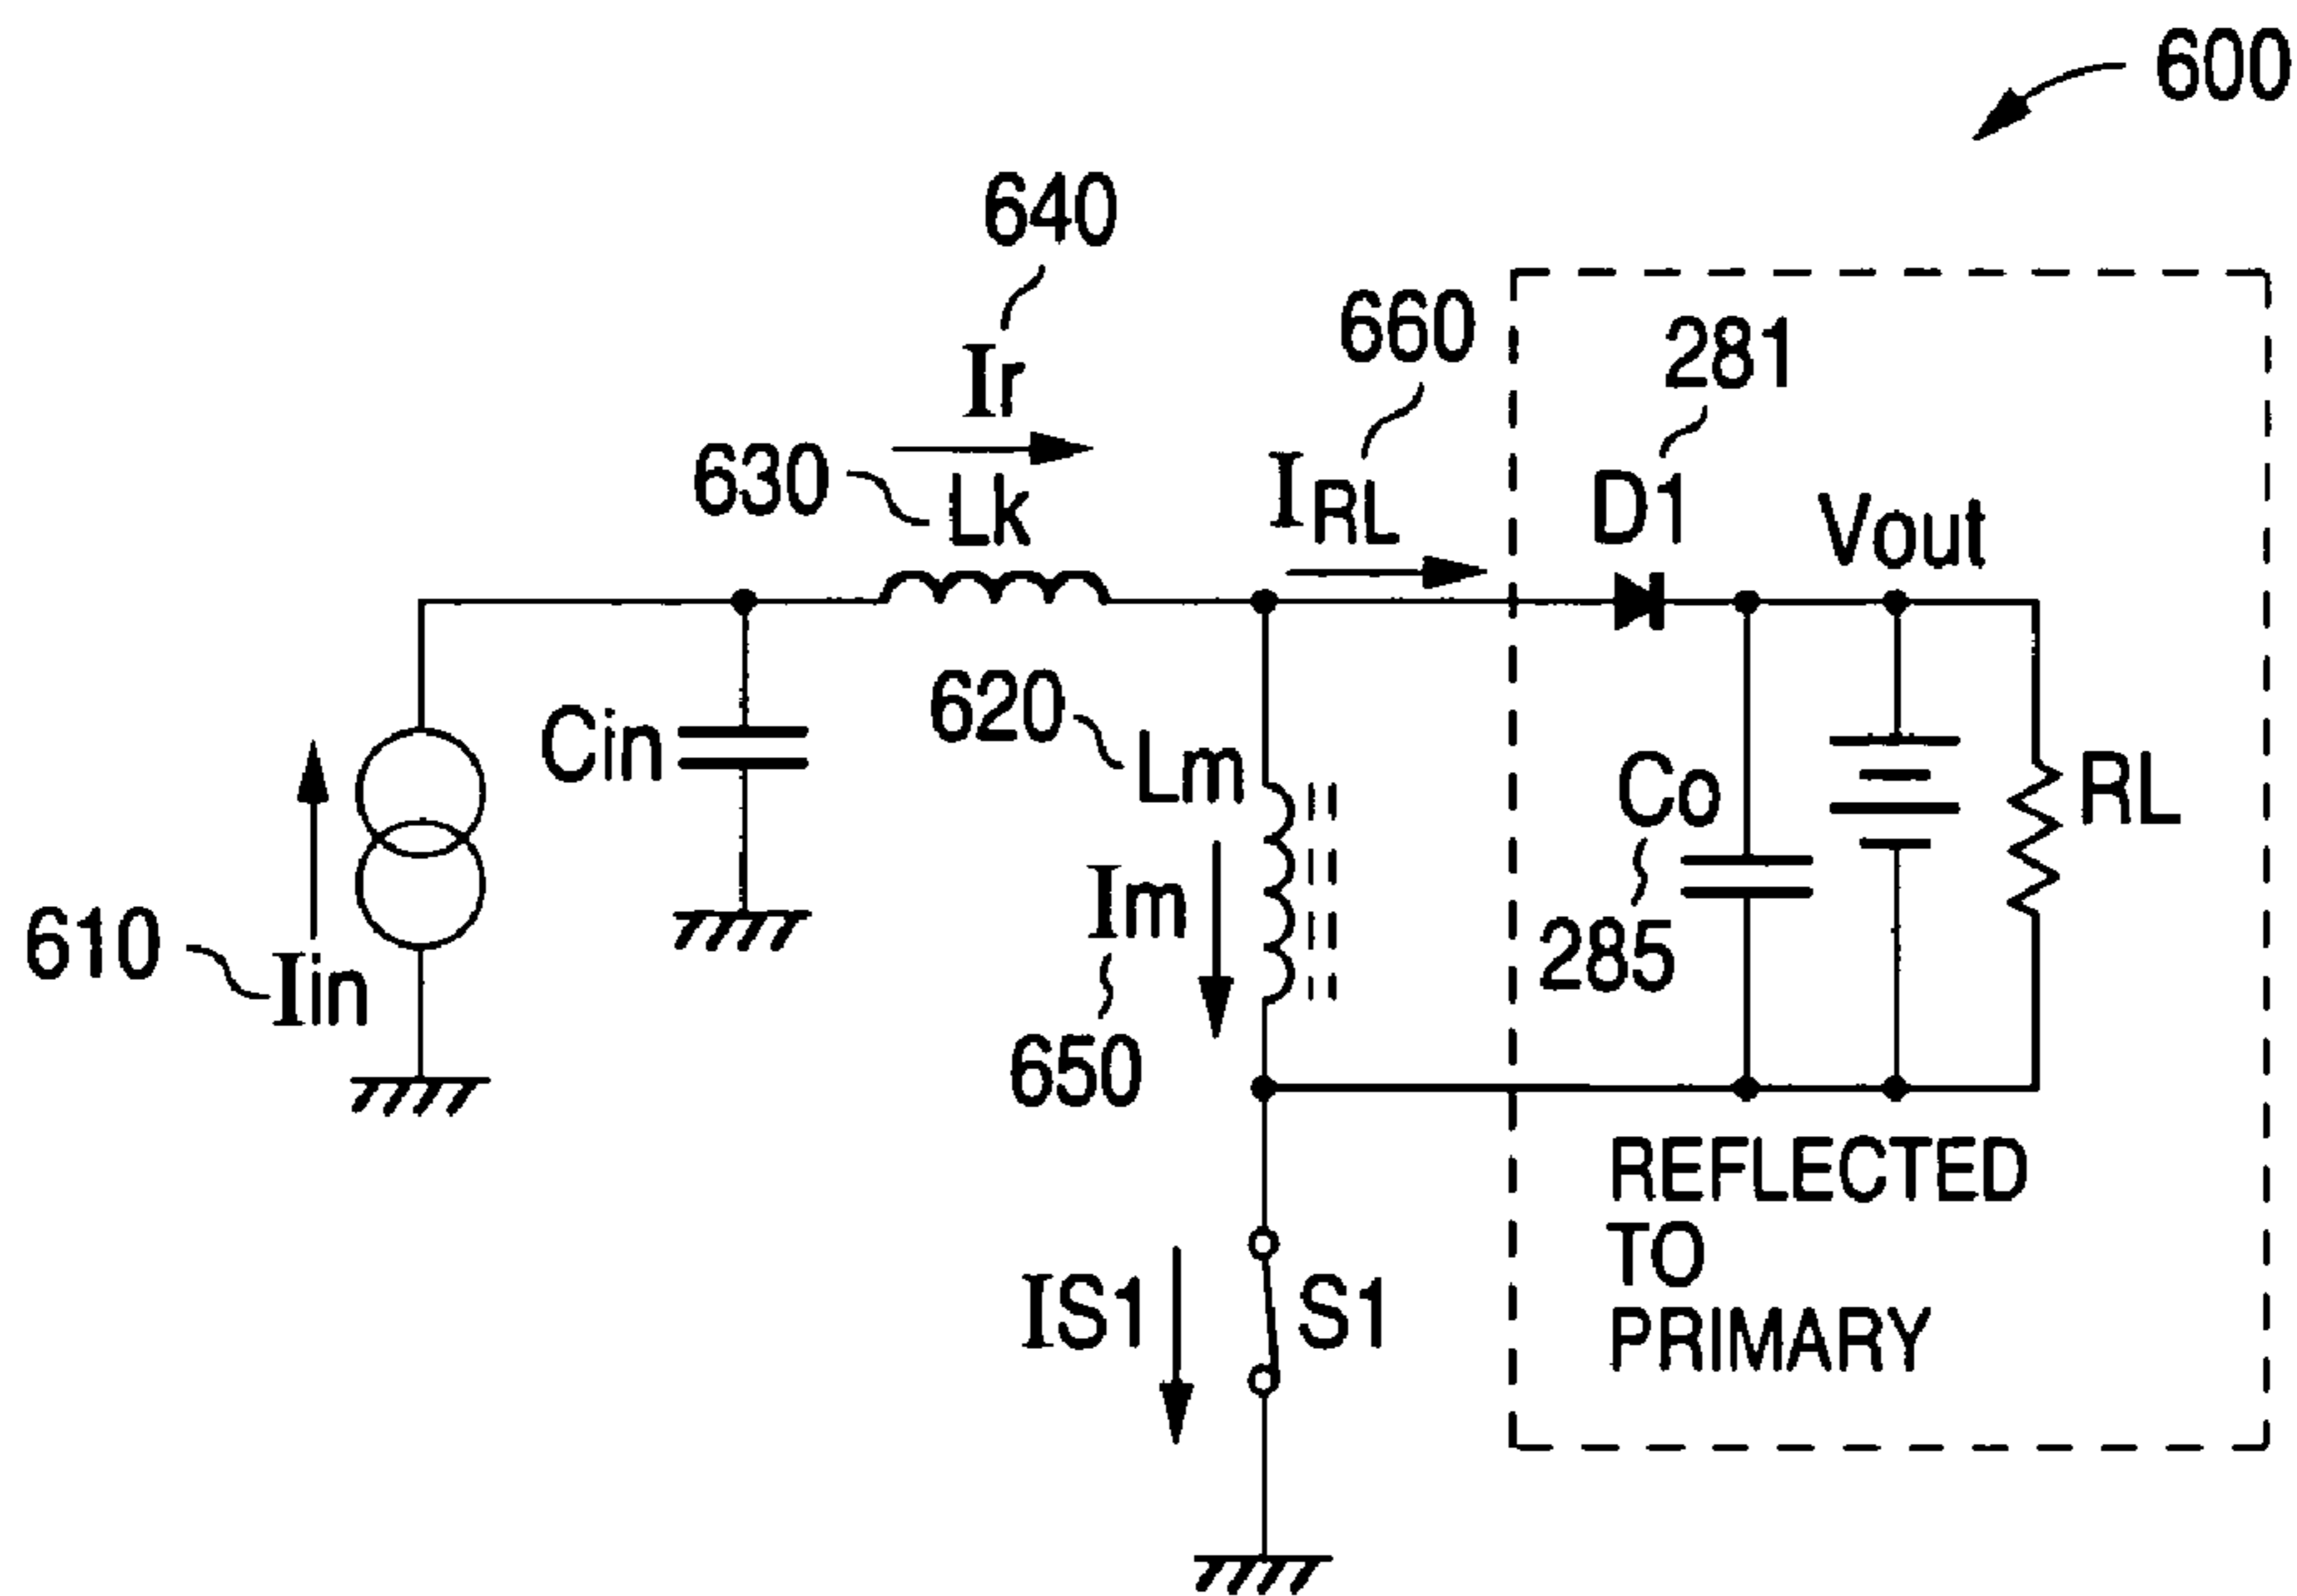 600
640
Ir
660
281
630
Lk
IRL
D1
Vout
620
Cin
Lm
Co
RL
Im
610
Iin
285
650
REFLECTED
TO
PRIMARY
IS1
S1